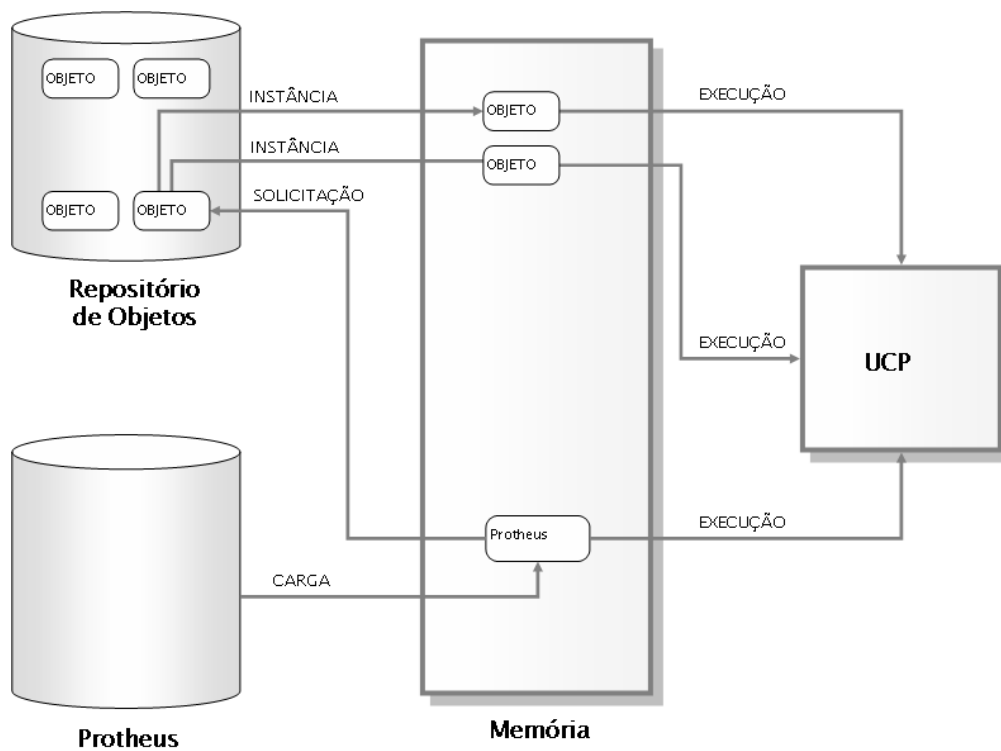 OBJETO
OBJETO
INSTÂNCIA
EXECUÇÃO
OBJETO
INSTÂNCIA
OBJETO
SOLICITAÇÃO
OBJETO
OBJETO
Repositório
de Objetos
EXECUÇÃO
UCP
EXECUÇÃO
Protheus
CARGA
Protheus
Memória